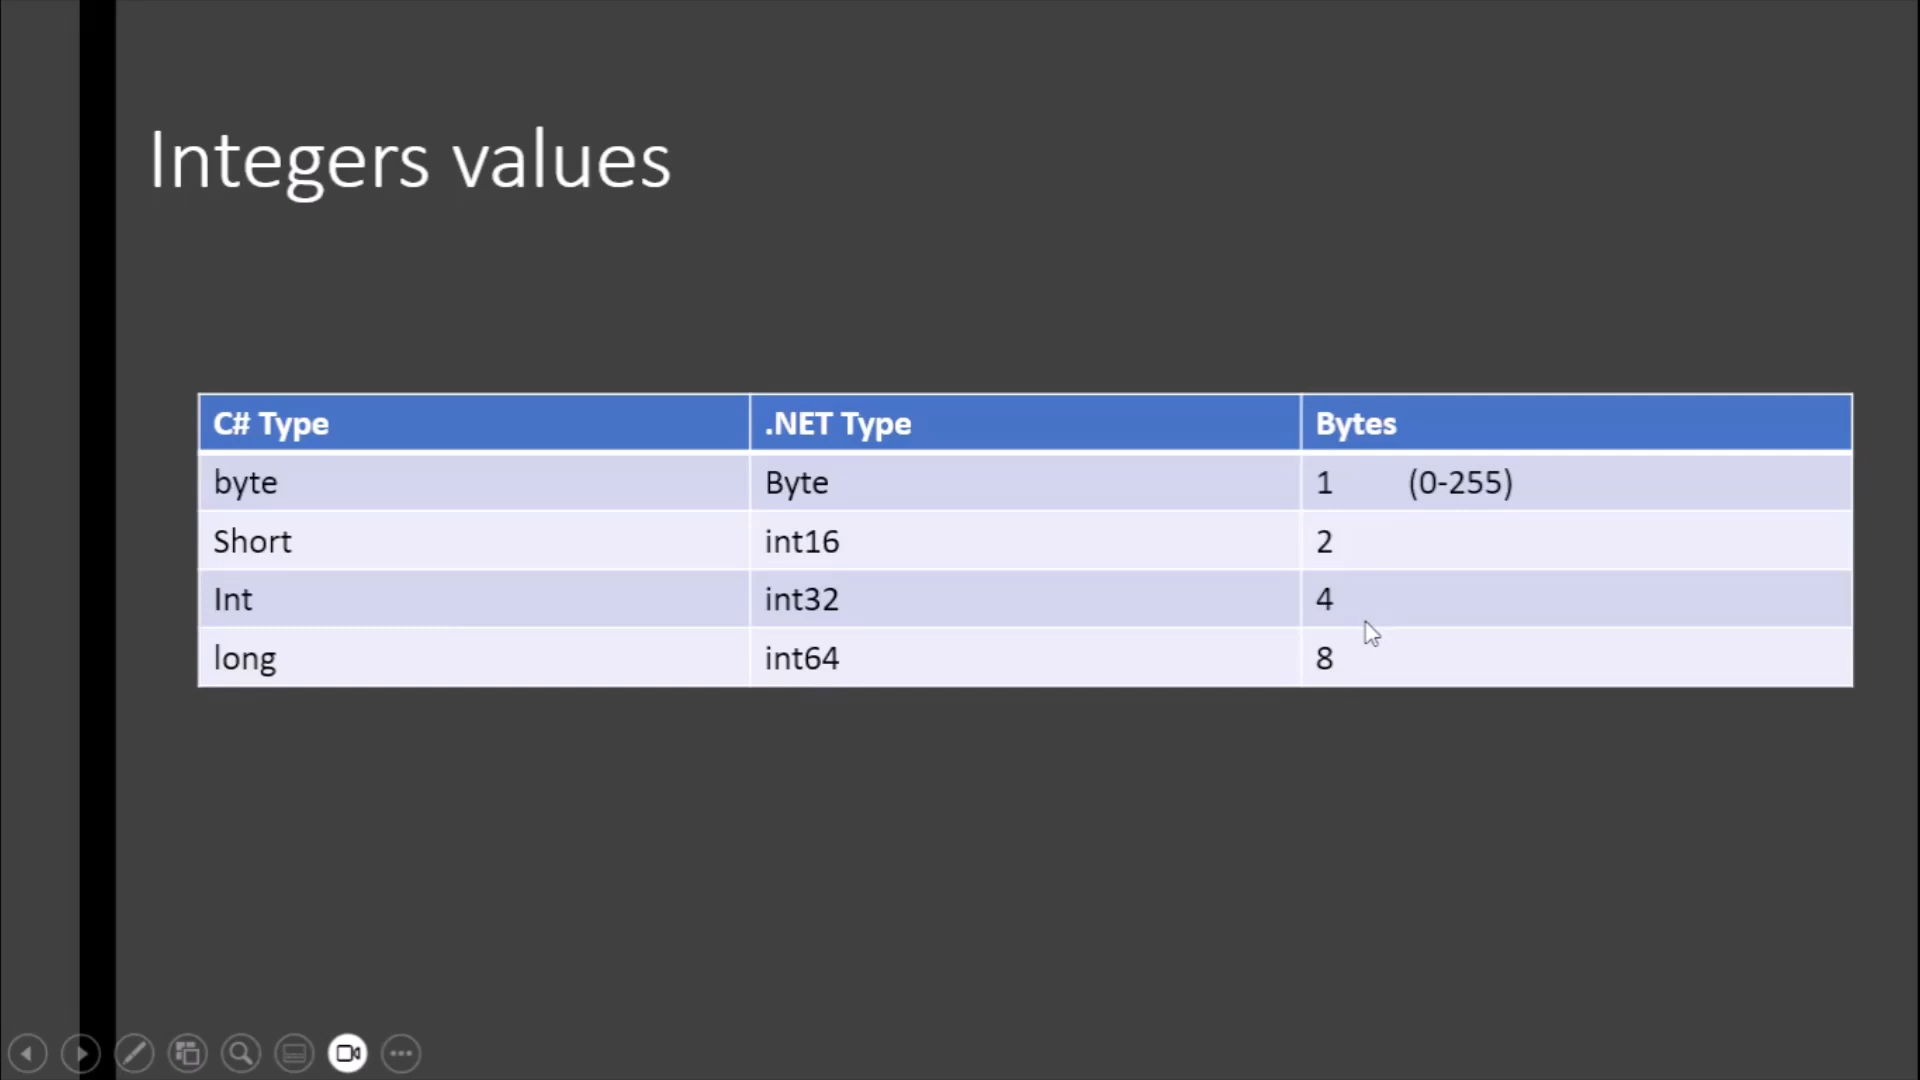 Integers values
C# Type .NET Type Bytes
byte Byte 1 (0-255)
Short int16 2
Int int32 4
long int64 8